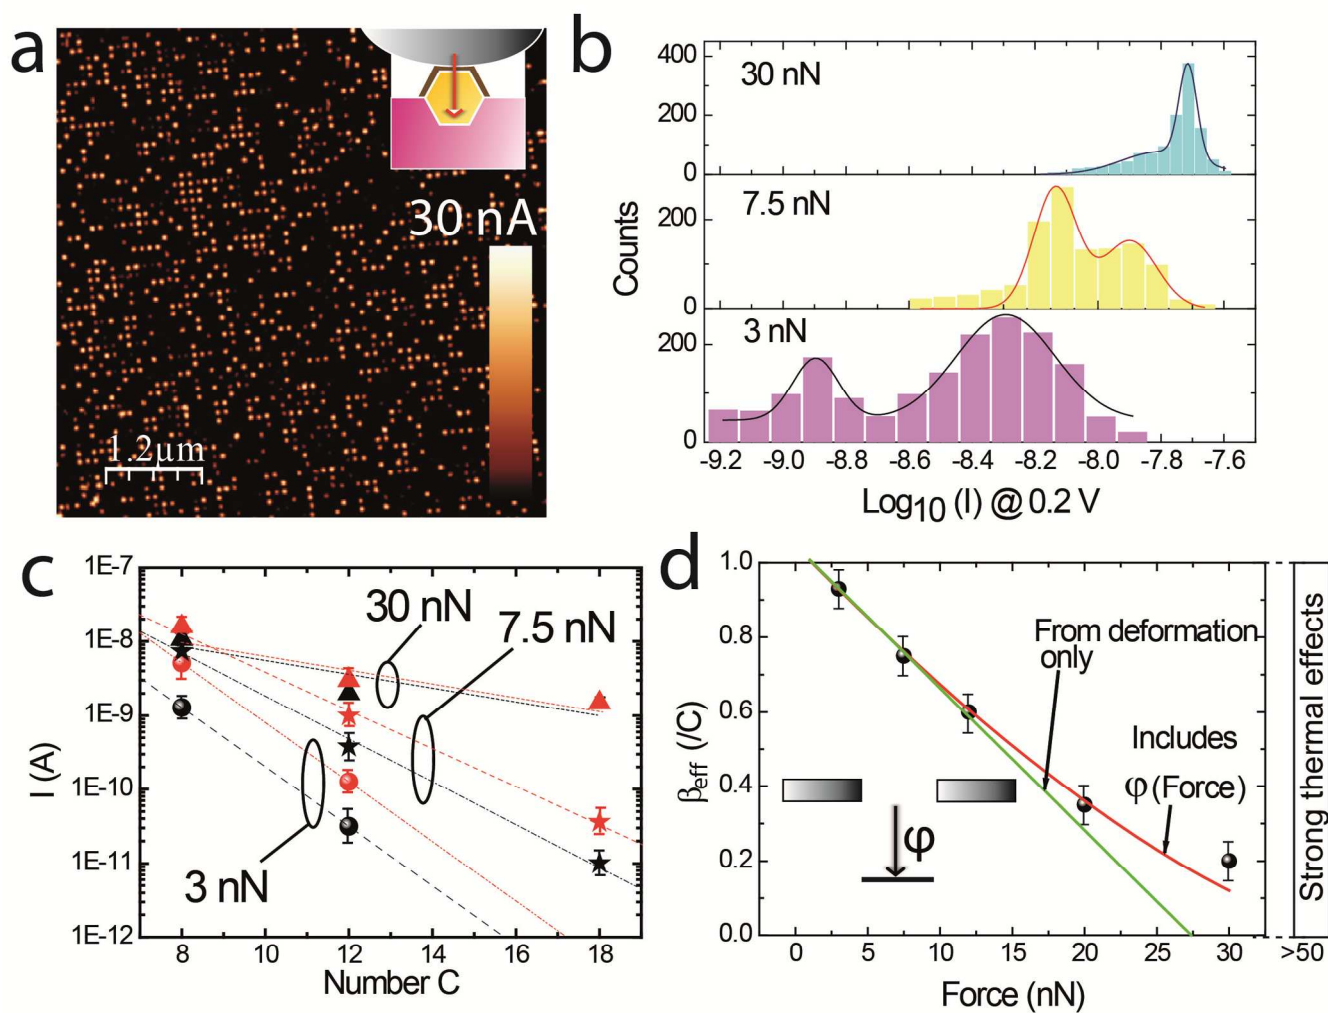 a
30 nA
1.2µm
b
30 nN
7.5 nN
3 nN
400
200
0
200
0
200
0
Counts
-9.2 -9.0 -8.8 -8.6 -8.4 -8.2 -8.0 -7.8 -7.6
Log10 (I) @ 0.2 V
c
1E-7
1E-8
1E-9
1E-10
1E-11
1E-12
I (A)
30 nN
7.5 nN
3 nN
8 10 12 14 16 18
Number C
d
1.0
0.8
0.6
0.4
0.2
0.0
βeff (/C)
From deformation
only
Includes
φ (Force)
φ
0 5 10 15 20 25 30 >50
Force (nN)
Strong thermal effects